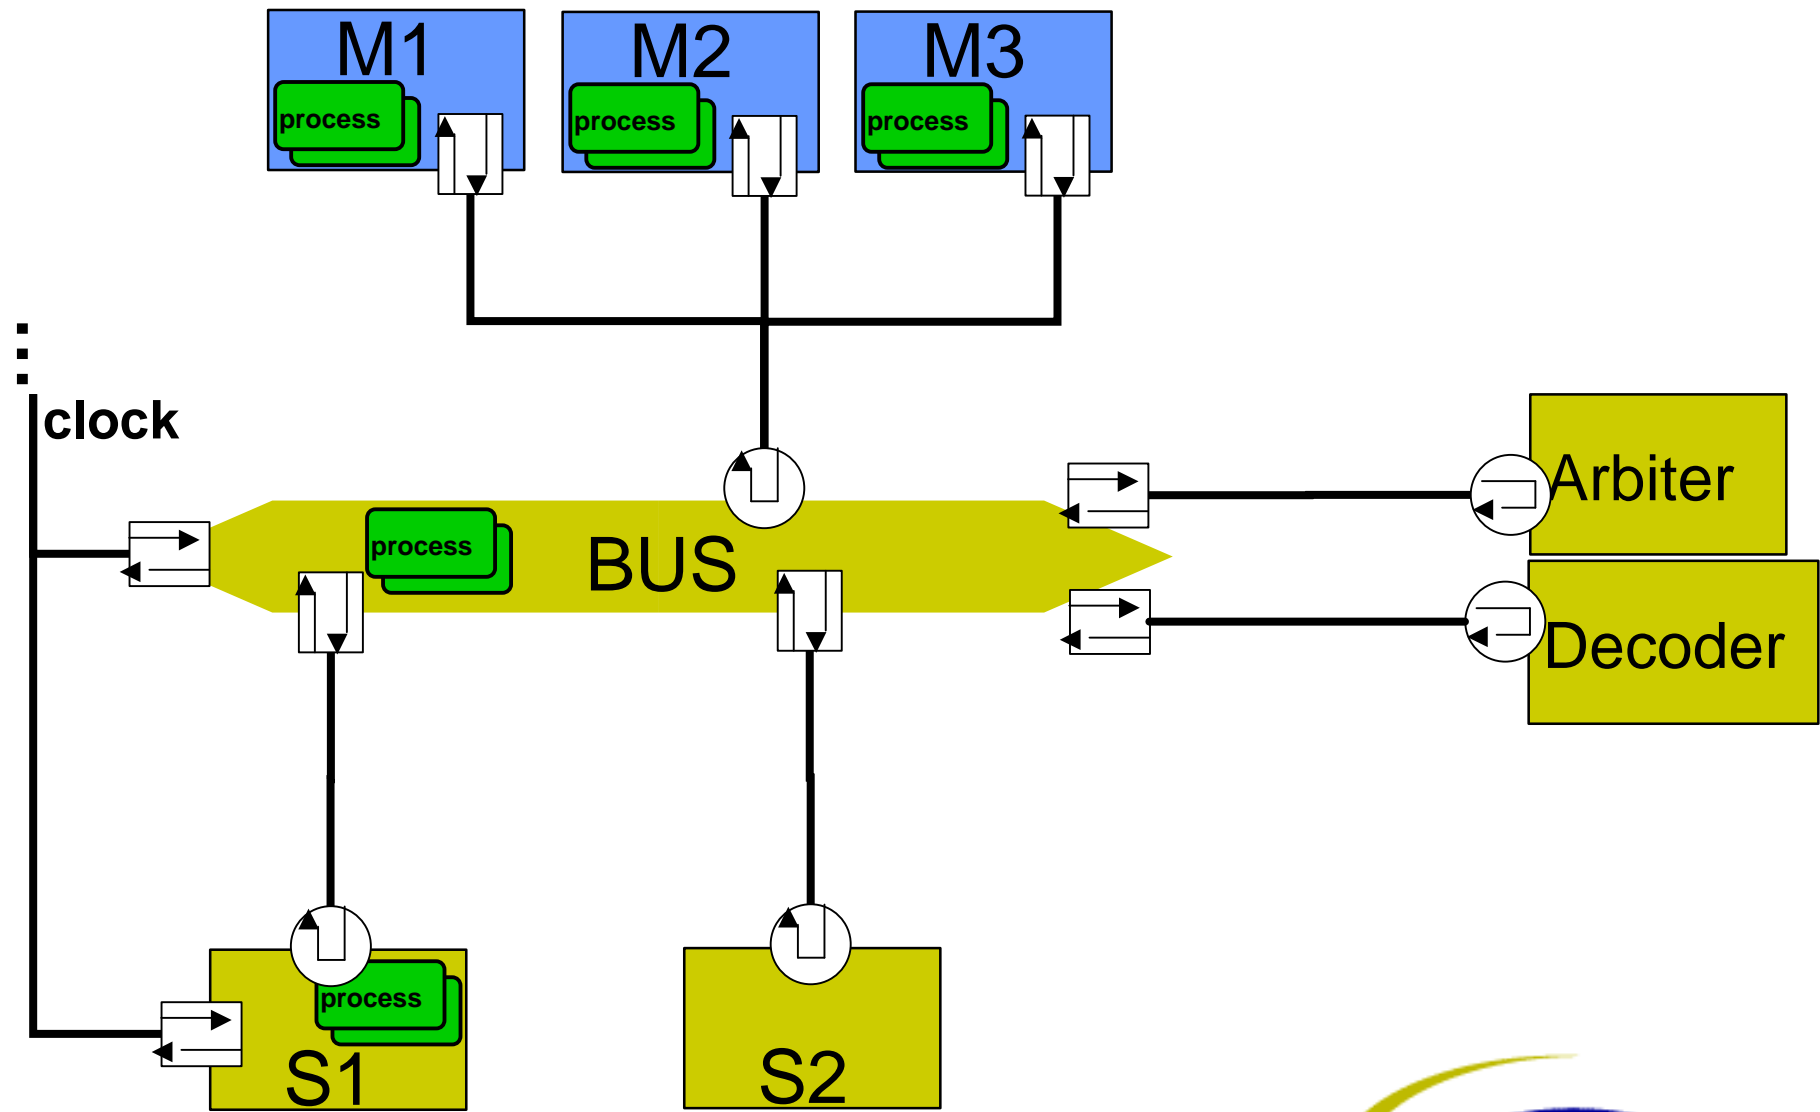 M1
M2
M3
process
process
process
clock
process
BUS
Arbiter
Decoder
process
S1
S2